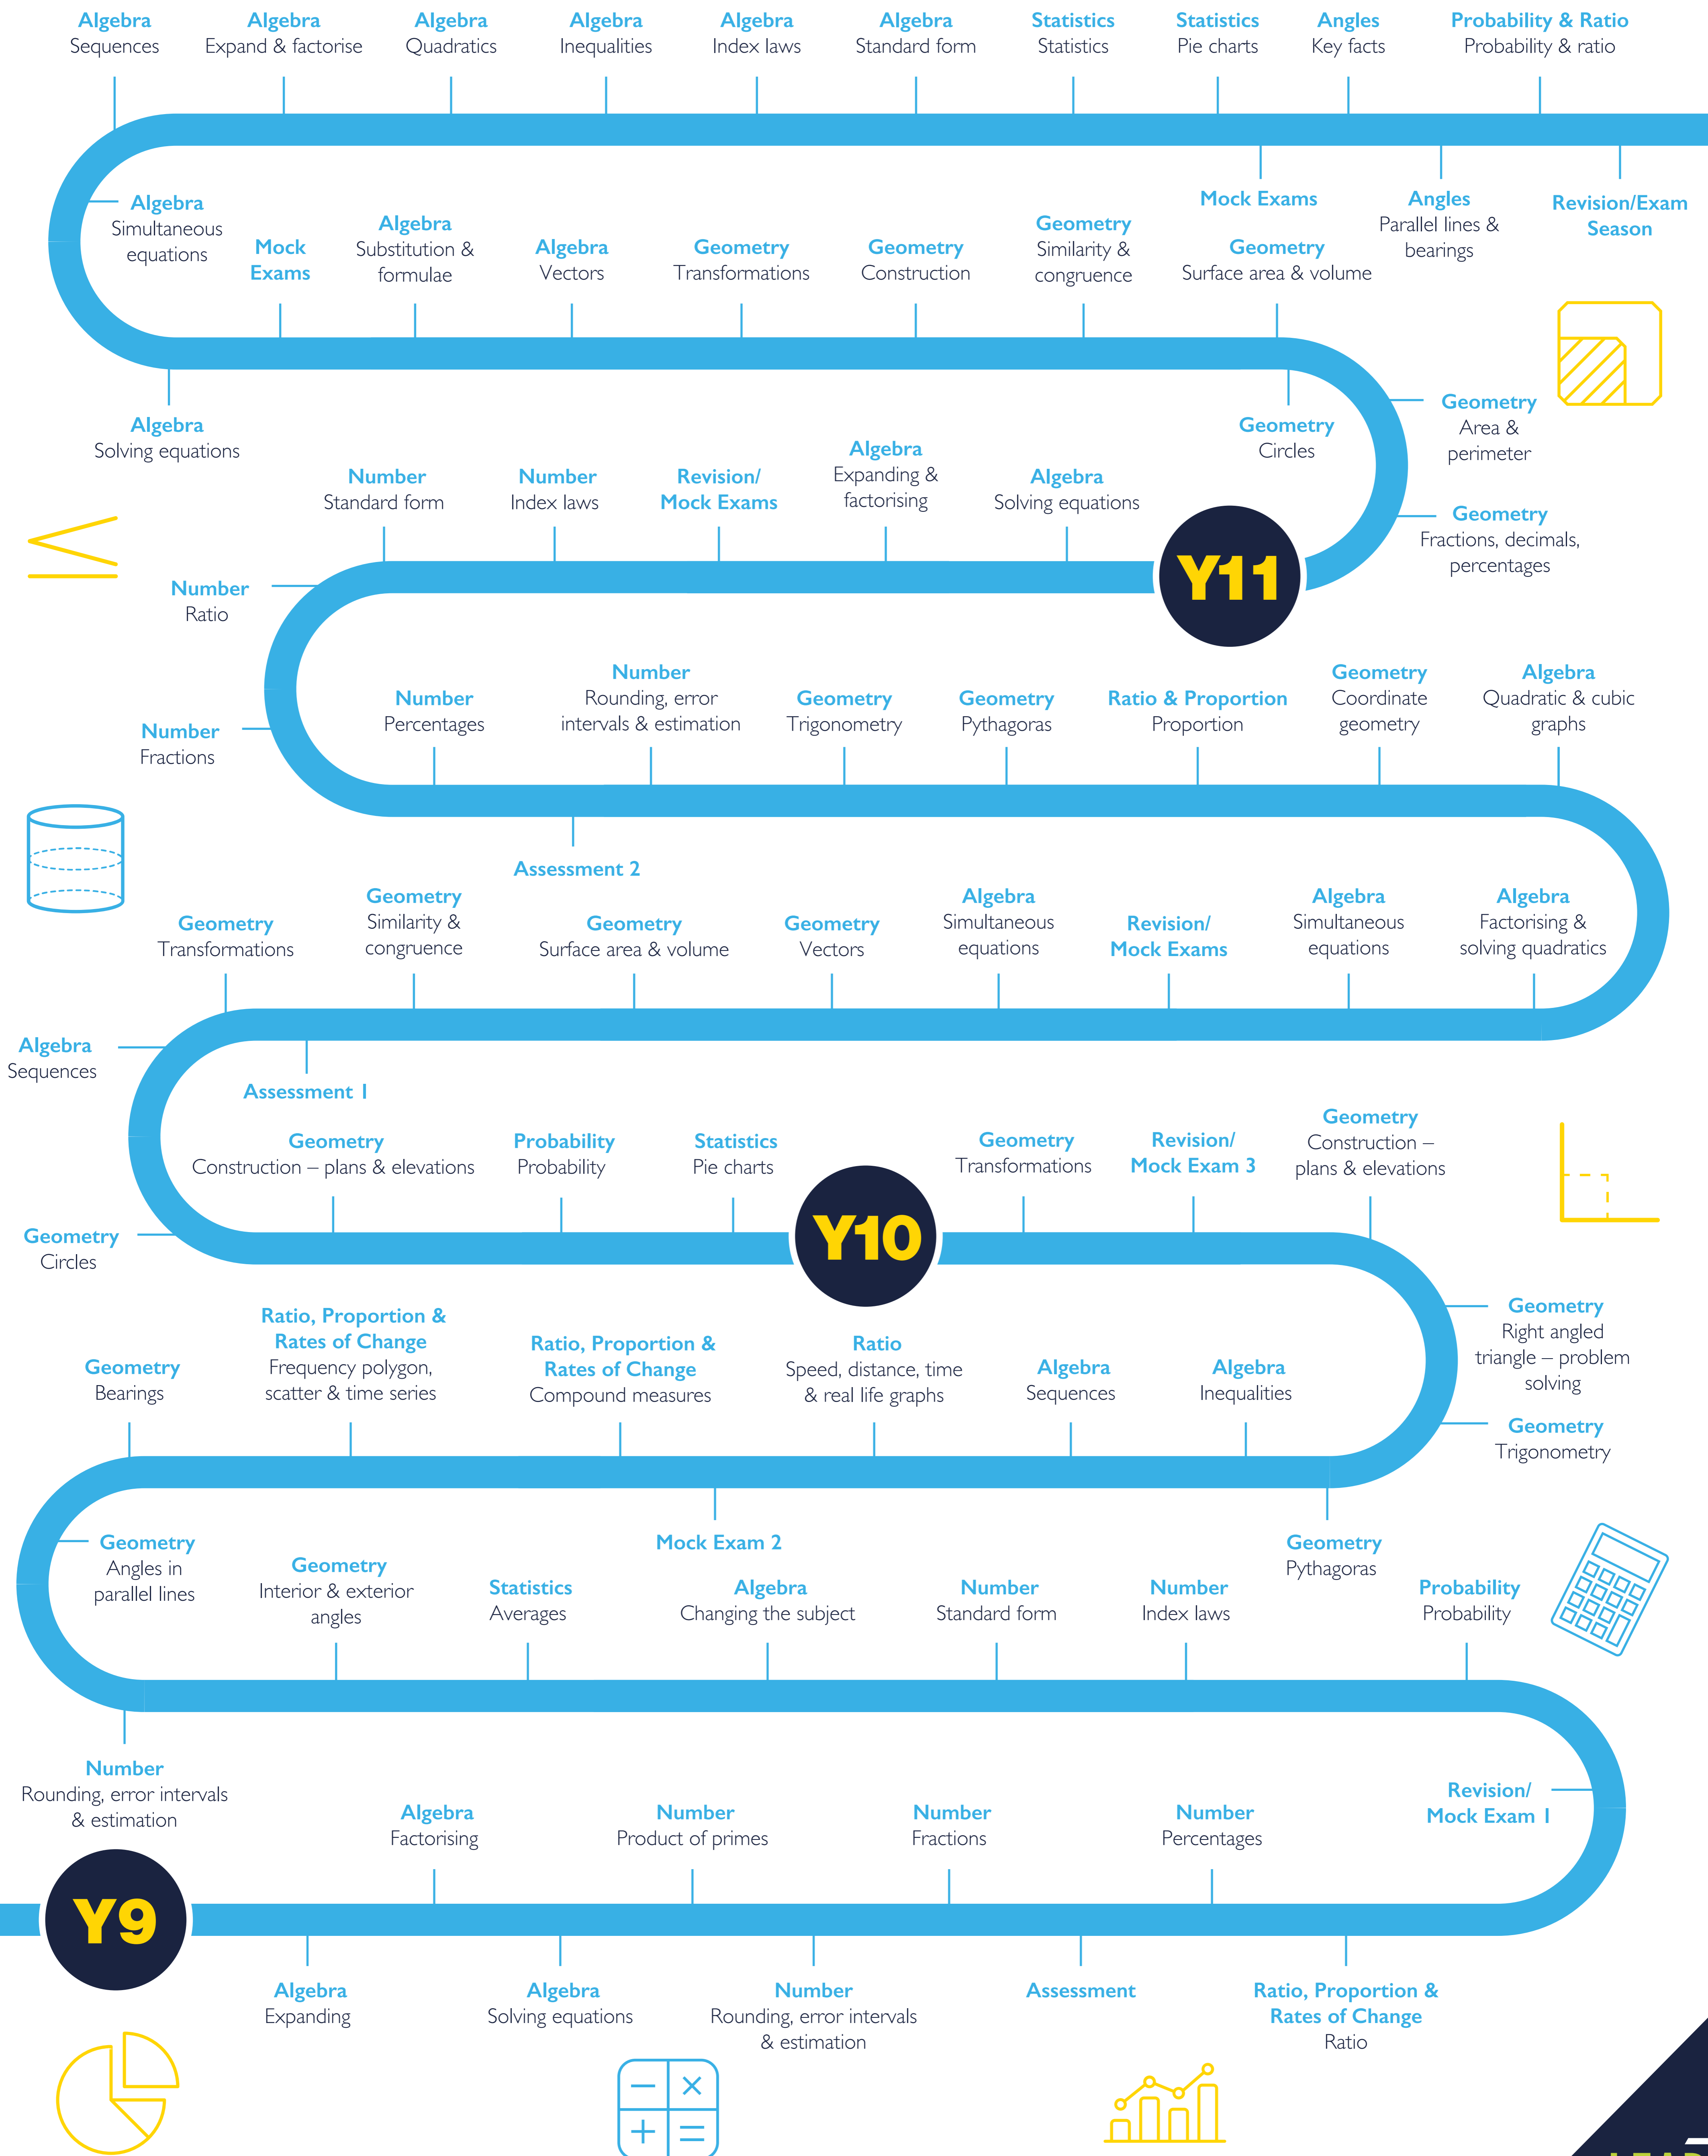 Algebra
Sequences
Algebra
Expand & factorise
Algebra
Quadratics
Algebra
Inequalities
Algebra
Index laws
Algebra
Standard form
Statistics
Statistics
Statistics
Pie charts
Angles
Key facts
Probability & Ratio
Probability & ratio
Algebra
Simultaneous
equations
Mock
Exams
Algebra
Substitution &
formulae
Algebra
Vectors
Geometry
Transformations
Geometry
Construction
Geometry
Similarity &
congruence
Mock Exams
Geometry
Surface area & volume
Angles
Parallel lines &
bearings
Revision/Exam
Season
Algebra
Solving equations
Geometry
Circles
Geometry
Area &
perimeter
Geometry
Fractions, decimals,
percentages
Number
Standard form
Number
Index laws
Revision/
Mock Exams
Algebra
Expanding &
factorising
Algebra
Solving equations
Y11
Number
Ratio
Number
Fractions
Number
Percentages
Number
Rounding, error
intervals & estimation
Geometry
Trigonometry
Geometry
Pythagoras
Ratio & Proportion
Proportion
Geometry
Coordinate
geometry
Algebra
Quadratic & cubic
graphs
Assessment 2
Geometry
Transformations
Geometry
Similarity &
congruence
Geometry
Surface area & volume
Geometry
Vectors
Algebra
Simultaneous
equations
Revision/
Mock Exams
Algebra
Simultaneous
equations
Algebra
Factorising &
solving quadratics
Algebra
Sequences
Assessment 1
Geometry
Circles
Geometry
Construction – plans & elevations
Probability
Probability
Statistics
Pie charts
Y10
Geometry
Transformations
Revision/
Mock Exam 3
Geometry
Construction –
plans & elevations
Geometry
Right angled
triangle – problem
solving
Geometry
Trigonometry
Geometry
Bearings
Ratio, Proportion &
Rates of Change
Frequency polygon,
scatter & time series
Ratio, Proportion &
Rates of Change
Compound measures
Ratio
Speed, distance, time
& real life graphs
Algebra
Sequences
Algebra
Inequalities
Mock Exam 2
Geometry
Pythagoras
Geometry
Angles in
parallel lines
Geometry
Interior & exterior
angles
Statistics
Averages
Algebra
Changing the subject
Number
Standard form
Number
Index laws
Probability
Probability
Number
Rounding, error intervals
& estimation
Revision/
Mock Exam 1
Algebra
Factorising
Number
Product of primes
Number
Fractions
Number
Percentages
Y9
Algebra
Expanding
Algebra
Solving equations
Number
Rounding, error intervals
& estimation
Assessment
Ratio, Proportion &
Rates of Change
Ratio